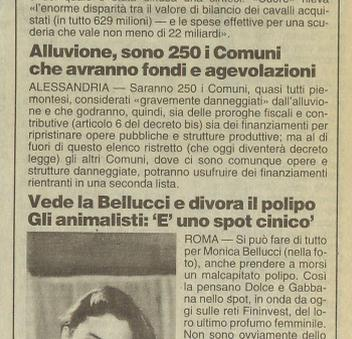 «l'enorme disparità tra il valore di bilancio dei cavalli acqui-
stati (in tutto 629 milioni) — e le spese effettive per una scu-
deria che vale non meno di 22 miliardi».
Alluvione, sono 250 i Comuni
che avranno fondi e agevolazioni
ALESSANDRIA — Saranno 250 i Comuni, quasi tutti pie-
montesi, considerati «gravemente danneggiati» dall'alluvio-
ne e che godranno, quindi, sia delle proroghe fiscali e con-
tributive (articolo 6 del decreto bis) sia dei finanziamenti per
ripristinare opere pubbliche e strutture produttive; ma al di
fuori di questo elenco ristretto (che oggi diventerà decreto
legge) gli altri Comuni, dove ci sono comunque opere e
strutture danneggiate, potranno usufruire dei finanziamenti
rientranti in una seconda lista.
Vede la Bellucci e divora il polipo
Gli animalisti: 'E' uno spot cinico'
ROMA — Si può fare di tutto
per Monica Bellucci (nella fo-
to), anche prendere a morsi
un malcapitato polipo. Così
la pensano Dolce e Gabba-
na nello spot, in onda da og-
gi sulle reti Fininvest, del lo-
ro ultimo profumo femminile.
Non sono ovviamente dello